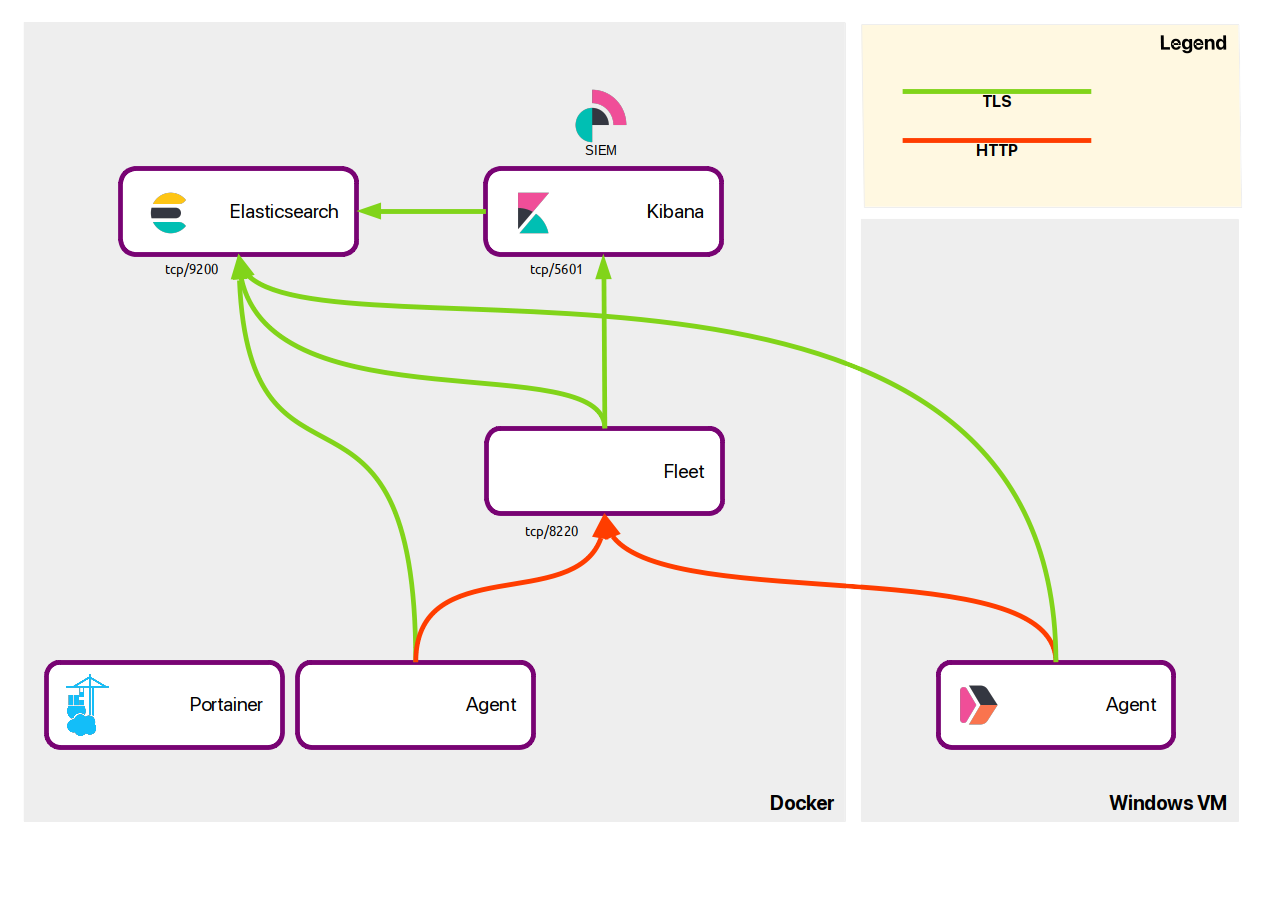 Legend
TLS
HTTP
SIEM
Elasticsearch
Kibana
tcp/9200
tcp/5601
Fleet
tcp/8220
Portainer
Agent
Agent
Docker
Windows VM